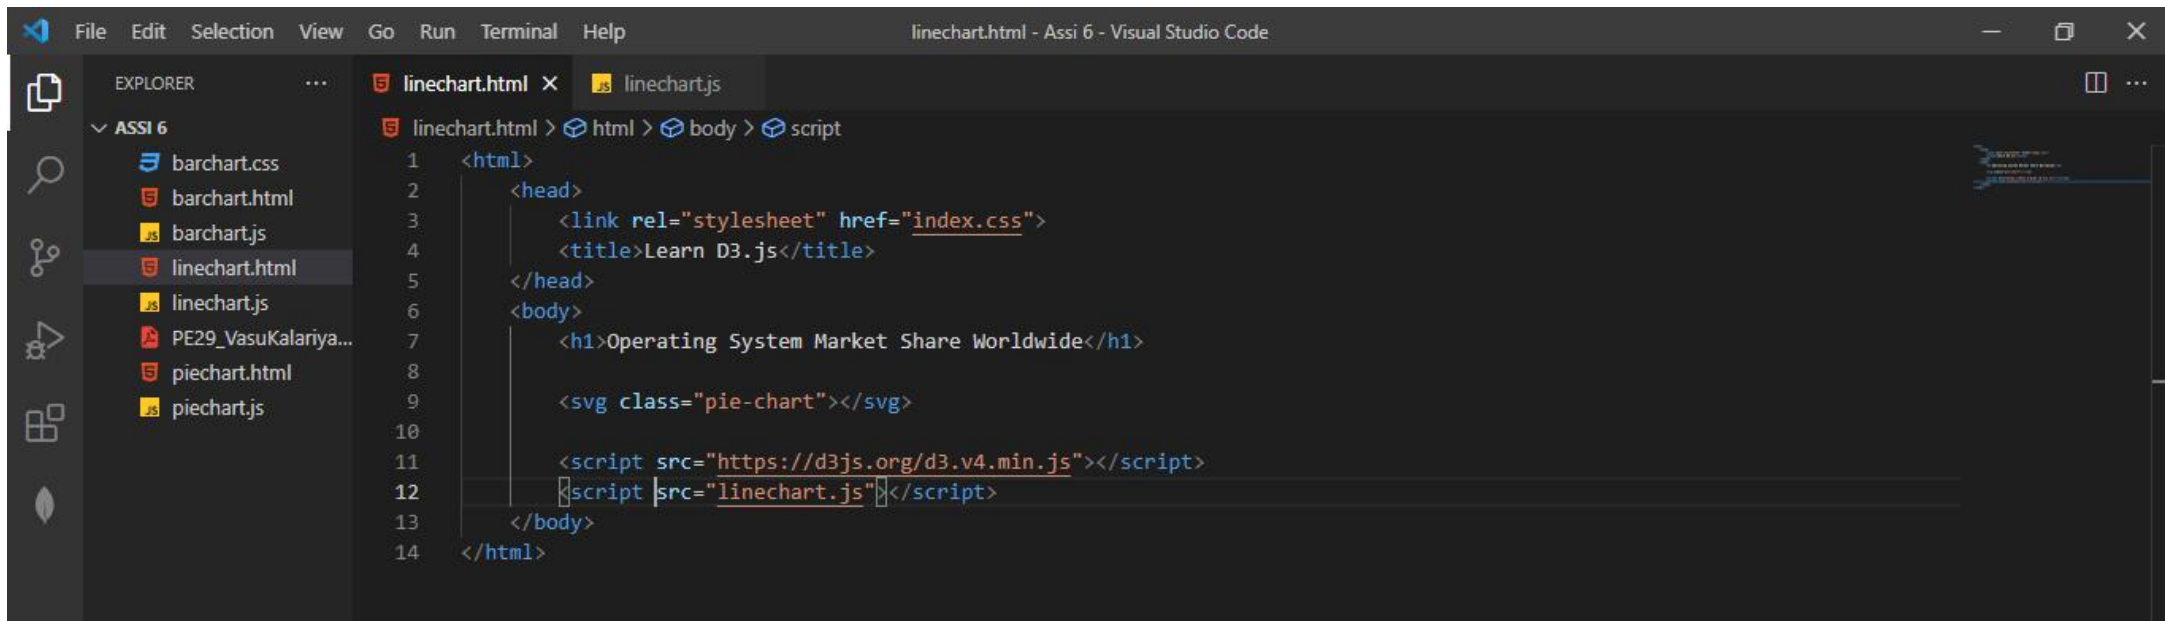 File Edit Selection View Go Run Terminal Help linechart.html - Assi 6 - Visual Studio Code
EXPLORER ···
ASSI 6
barchart.css
barchart.html
JS barchart.js
linechart.html
JS linechart.js
PE29_VasuKalariya...
piechart.html
JS piechart.js
linechart.html JS linechart.js
linechart.html > html > body > script
1 <html>
2 <head>
3 <link rel="stylesheet" href="index.css">
4 <title>Learn D3.js</title>
5 </head>
6 <body>
7 <h1>Operating System Market Share Worldwide</h1>
8
9 <svg class="pie-chart"></svg>
10
11 <script src="https://d3js.org/d3.v4.min.js"></script>
12 <script src="linechart.js"></script>
13 </body>
14 </html>